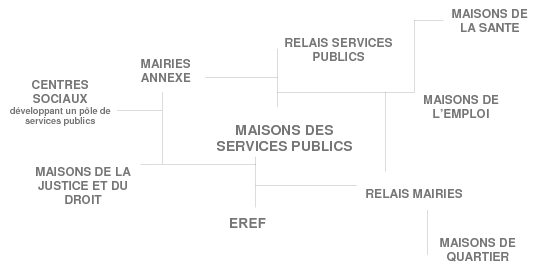 MAISONS DE
LA SANTE
RELAIS SERVICES
PUBLICS
MAIRIES
ANNEXE
CENTRES
SOCIAUX
développant un pôle de
services publics
MAISONS DE
L'EMPLOI
MAISONS DES
SERVICES PUBLICS
MAISONS DE LA
JUSTICE ET DU
DROIT
RELAIS MAIRIES
EREF
MAISONS DE
QUARTIER